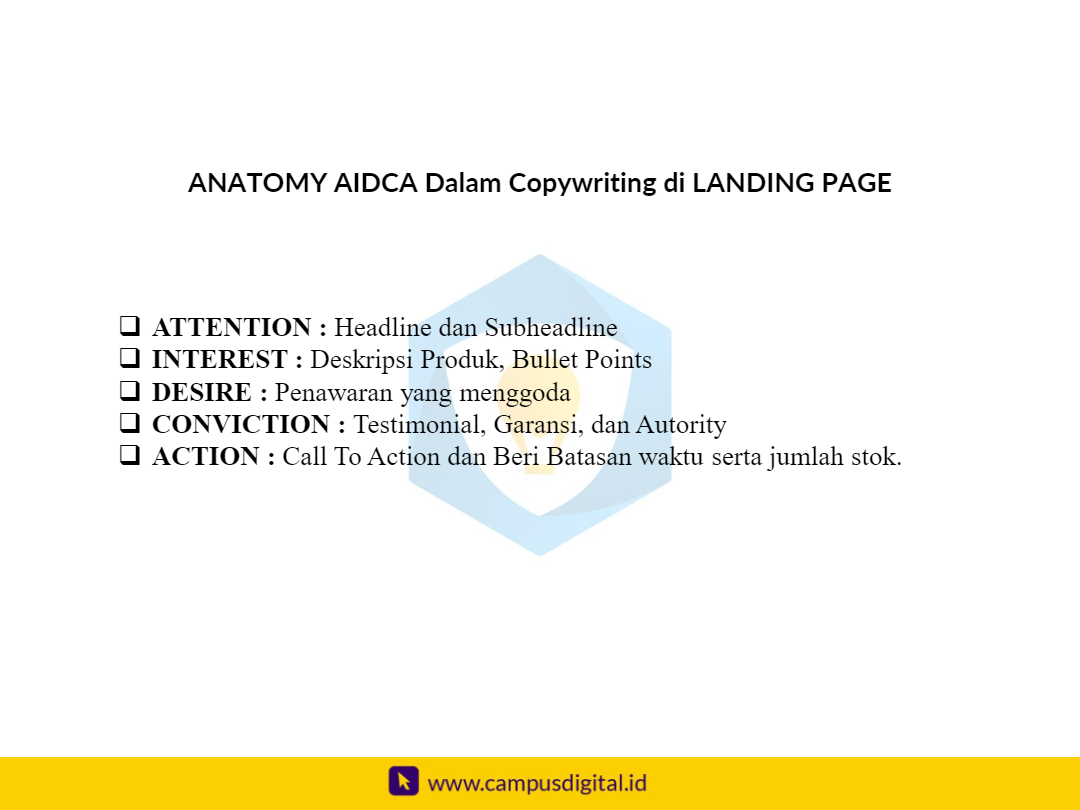 ANATOMY AIDCA Dalam Copywriting di LANDING PAGE
❑ ATTENTION : Headline dan Subheadline
❑ INTEREST : Deskripsi Produk, Bullet Points
❑ DESIRE : Penawaran yang menggoda
❑ CONVICTION : Testimonial, Garansi, dan Autority
❑ ACTION : Call To Action dan Beri Batasan waktu serta jumlah stok.
www.campusdigital.id